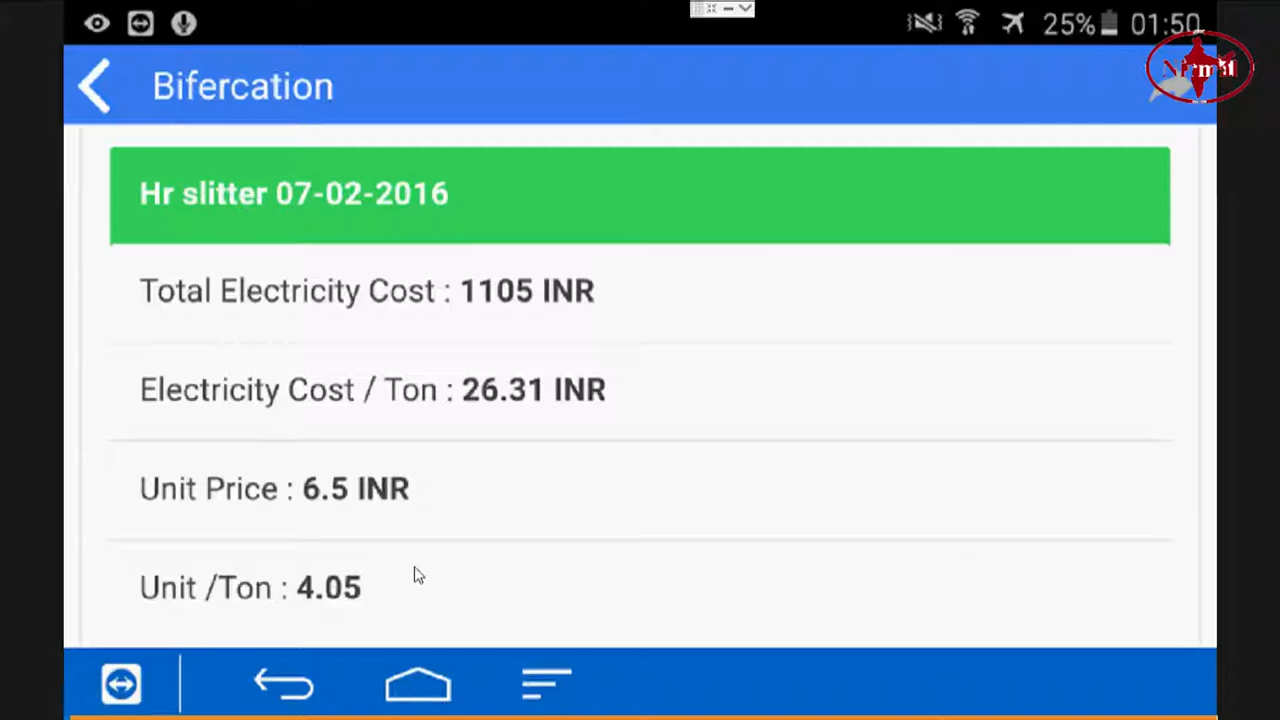 25% 01:50
Nirmit
Bifercation
Hr slitter 07-02-2016
Total Electricity Cost : 1105 INR
Electricity Cost / Ton : 26.31 INR
Unit Price : 6.5 INR
Unit /Ton : 4.05